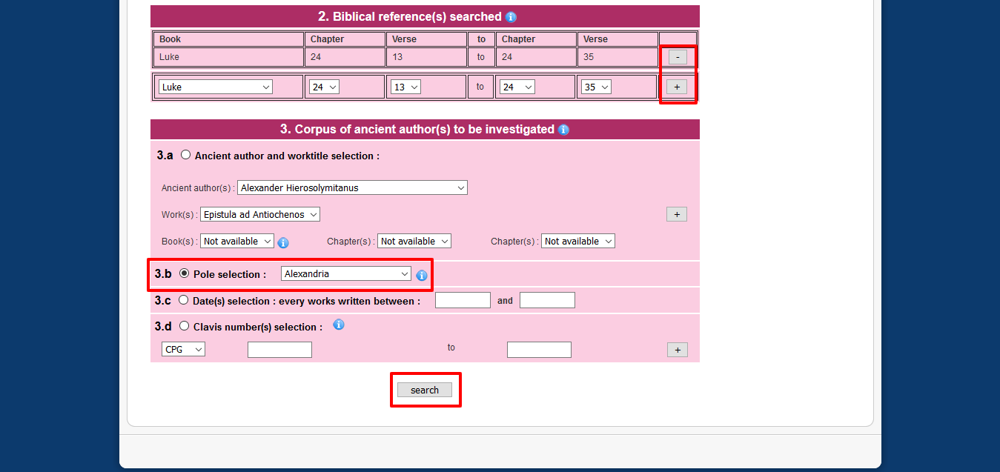 2. Biblical reference(s) searched i
Book Chapter Verse to Chapter Verse
Luke 24 13 to 24 35 -
Luke 24 13 to 24 35 +
3. Corpus of ancient author(s) to be investigated i
3.a Ancient author and worktitle selection :
Ancient author(s) : Alexander Hierosolymitanus
Work(s) : Epistula ad Antiochenos +
Book(s) : Not available i Chapter(s) : Not available Chapter(s) : Not available
3.b Pole selection : Alexandria i
3.c Date(s) selection : every works written between : and
3.d Clavis number(s) selection : i
CPG to +
search